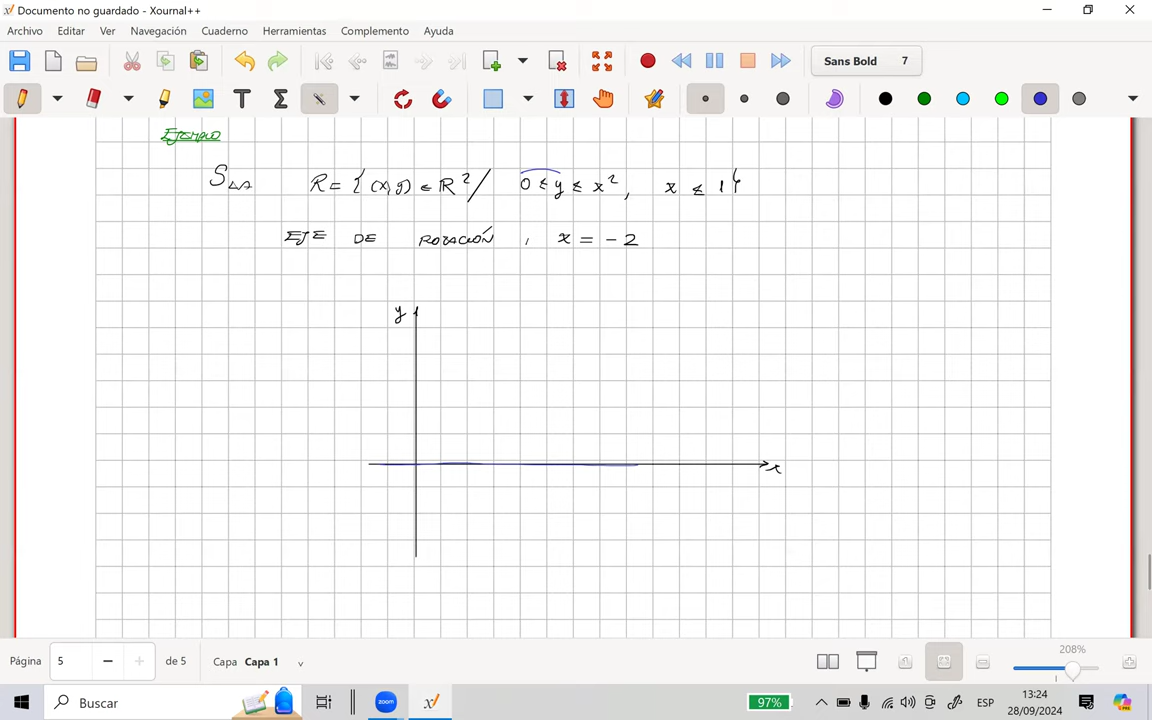 Documento no guardado - Xournal++
Archivo Editar Ver Navegación Cuaderno Herramientas Complemento Ayuda
Sans Bold 7
EJEMPLO
R = { (x,y) ∈ ℝ² / 0 ≤ y ≤ x², x ≤ 1 }
EJE DE ROTACIÓN : x = -2
y
x
Página 5 de 5 Capa Capa 1 208%
Buscar zoom 97% ESP 13:24
28/09/2024